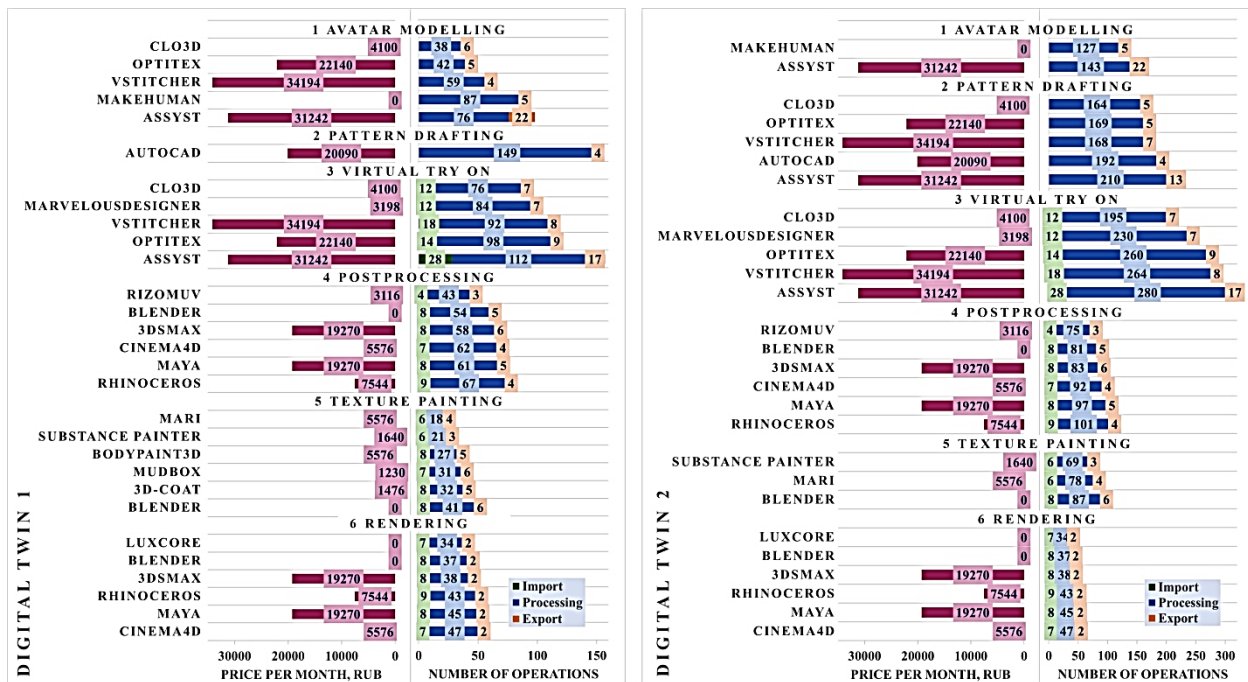 DIGITAL TWIN 1
1 AVATAR MODELLING
CLO3D 4100 38 6
OPTITEX 22140 42 5
VSTITCHER 34194 59 4
MAKEHUMAN 0 87 5
ASSYST 31242 76 22
2 PATTERN DRAFTING
AUTOCAD 20090 149 4
3 VIRTUAL TRY ON
CLO3D 4100 12 76 7
MARVELOUSDESIGNER 3198 12 84 7
VSTITCHER 34194 18 92 8
OPTITEX 22140 14 98 9
ASSYST 31242 28 112 17
4 POSTPROCESSING
RIZOMUV 3116 4 43 3
BLENDER 0 8 54 5
3DSMAX 19270 8 58 6
CINEMA4D 5576 7 62 4
MAYA 19270 8 61 5
RHINOCEROS 7544 9 67 4
5 TEXTURE PAINTING
MARI 5576 6 18 4
SUBSTANCE PAINTER 1640 6 21 3
BODYPAINT3D 5576 8 27 5
MUDBOX 1230 7 31 6
3D-COAT 1476 8 32 5
BLENDER 0 8 41 6
6 RENDERING
LUXCORE 0 7 34 2
BLENDER 0 8 37 2
3DSMAX 19270 8 38 2
RHINOCEROS 7544 9 43 2
MAYA 19270 8 45 2
CINEMA4D 5576 7 47 2
Import
Processing
Export
30000 20000 10000 0 0 50 100 150
PRICE PER MONTH, RUB NUMBER OF OPERATIONS
DIGITAL TWIN 2
1 AVATAR MODELLING
MAKEHUMAN 0 127 5
ASSYST 31242 143 22
2 PATTERN DRAFTING
CLO3D 4100 164 5
OPTITEX 22140 169 5
VSTITCHER 34194 168 7
AUTOCAD 20090 192 4
ASSYST 31242 210 13
3 VIRTUAL TRY ON
CLO3D 4100 12 195 7
MARVELOUSDESIGNER 3198 12 230 7
OPTITEX 22140 14 260 9
VSTITCHER 34194 18 264 8
ASSYST 31242 28 280 17
4 POSTPROCESSING
RIZOMUV 3116 4 75 3
BLENDER 0 8 81 5
3DSMAX 19270 8 83 6
CINEMA4D 5576 7 92 4
MAYA 19270 8 97 5
RHINOCEROS 7544 9 101 4
5 TEXTURE PAINTING
SUBSTANCE PAINTER 1640 6 69 3
MARI 5576 6 78 4
BLENDER 0 8 87 6
6 RENDERING
LUXCORE 0 7 34 2
BLENDER 0 8 37 2
3DSMAX 19270 8 38 2
RHINOCEROS 7544 9 43 2
MAYA 19270 8 45 2
CINEMA4D 5576 7 47 2
Import
Processing
Export
30000 20000 10000 0 0 50 100 150 200 250 300
PRICE PER MONTH, RUB NUMBER OF OPERATIONS